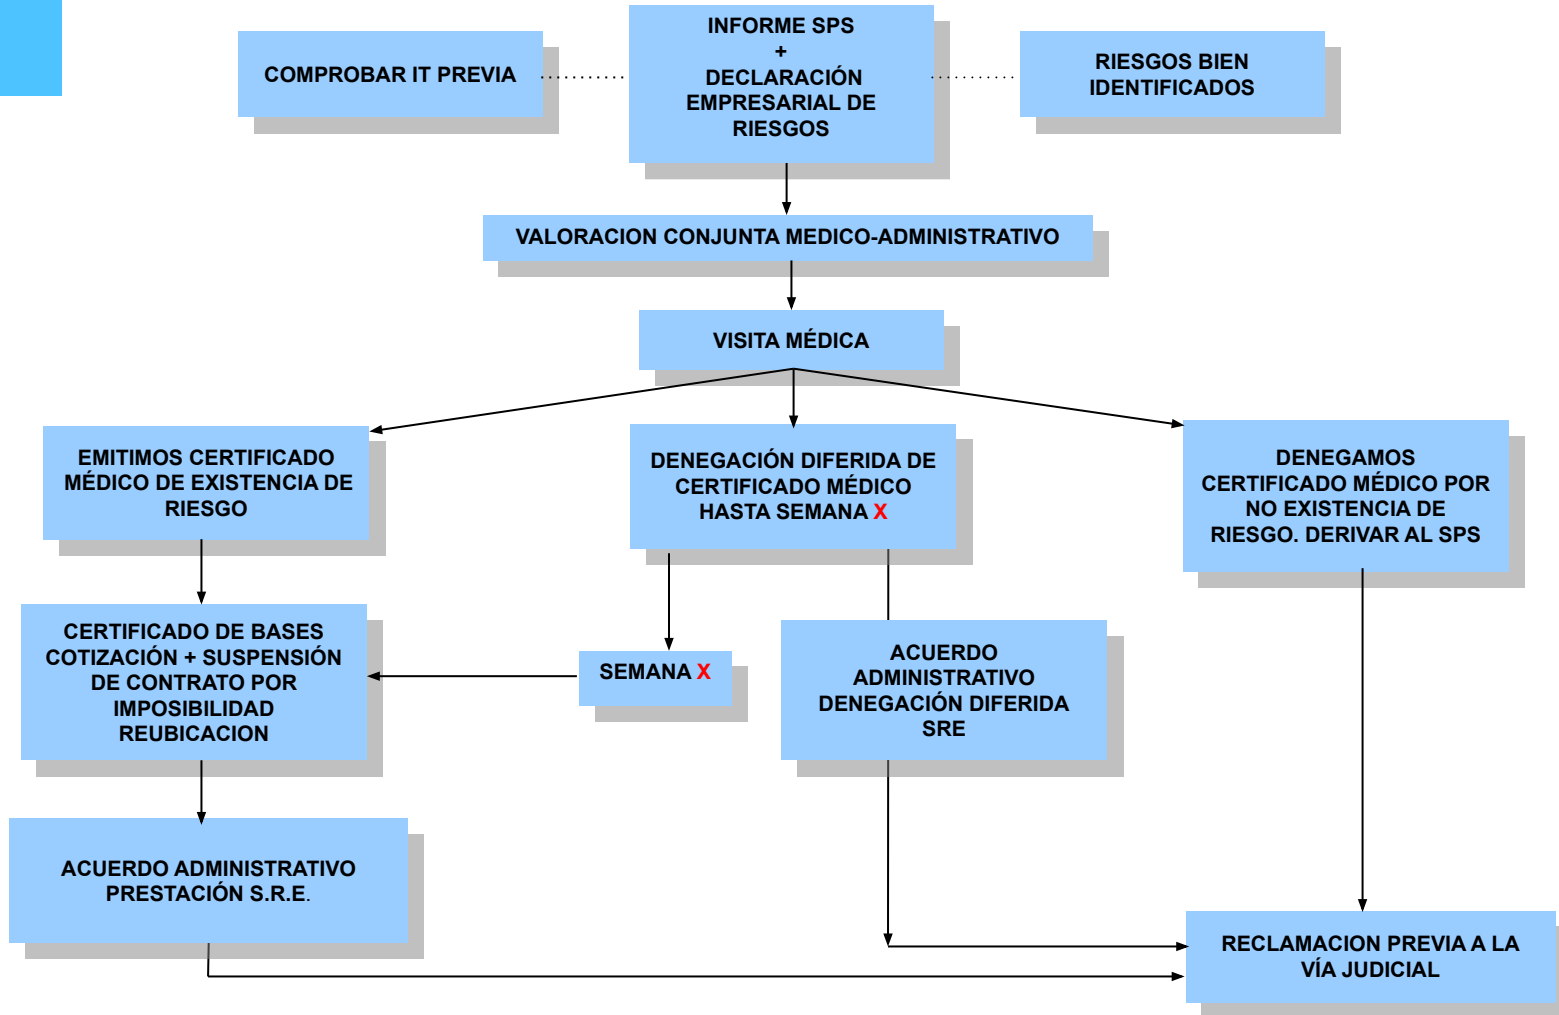 COMPROBAR IT PREVIA
INFORME SPS
+
DECLARACIÓN
EMPRESARIAL DE
RIESGOS
RIESGOS BIEN
IDENTIFICADOS
VALORACION CONJUNTA MEDICO-ADMINISTRATIVO
VISITA MÉDICA
EMITIMOS CERTIFICADO
MÉDICO DE EXISTENCIA DE
RIESGO
DENEGACIÓN DIFERIDA DE
CERTIFICADO MÉDICO
HASTA SEMANA X
DENEGAMOS
CERTIFICADO MÉDICO POR
NO EXISTENCIA DE
RIESGO. DERIVAR AL SPS
CERTIFICADO DE BASES
COTIZACIÓN + SUSPENSIÓN
DE CONTRATO POR
IMPOSIBILIDAD
REUBICACION
SEMANA X
ACUERDO
ADMINISTRATIVO
DENEGACIÓN DIFERIDA
SRE
ACUERDO ADMINISTRATIVO
PRESTACIÓN S.R.E.
RECLAMACION PREVIA A LA
VÍA JUDICIAL